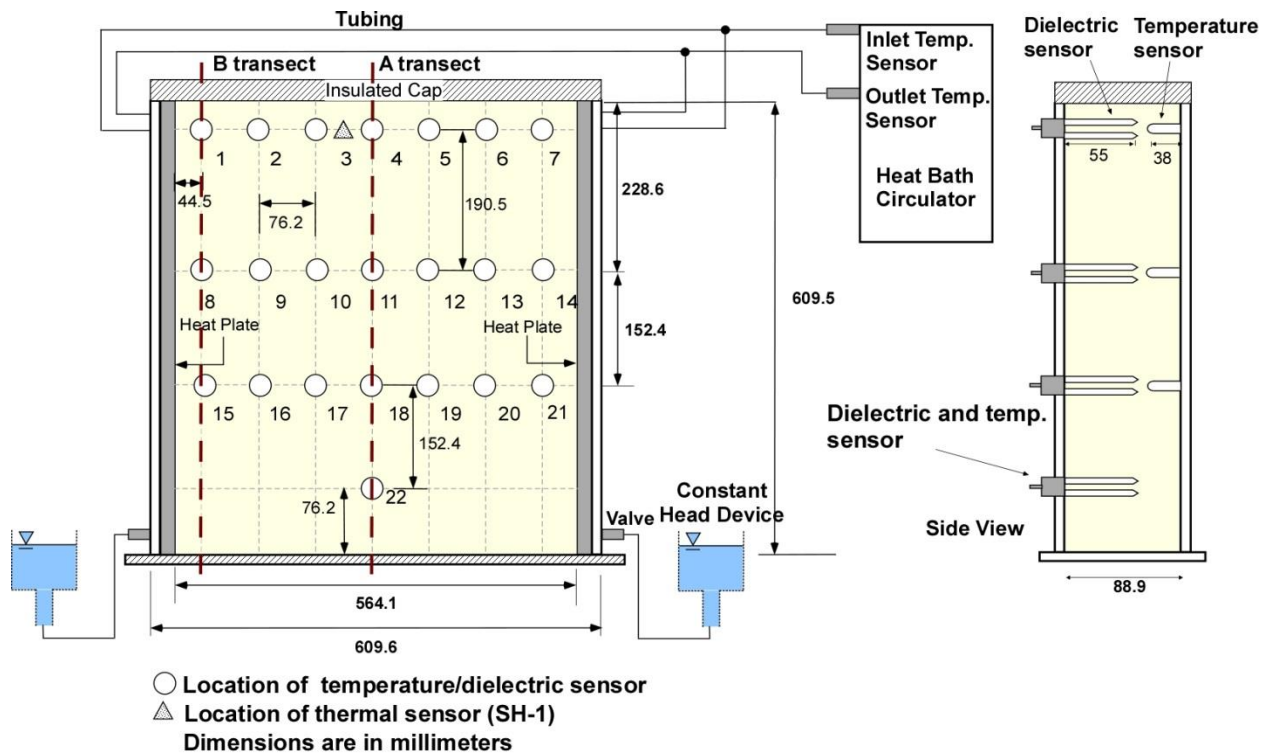 Tubing
B transect
A transect
Insulated Cap
Inlet Temp.
Sensor
Outlet Temp.
Sensor
Heat Bath
Circulator
Dielectric
sensor
Temperature
sensor
1 2 3 4 5 6 7
44.5
76.2
190.5
228.6
55
38
8 9 10 11 12 13 14
Heat Plate
Heat Plate
152.4
609.5
15 16 17 18 19 20 21
152.4
22
76.2
Valve
Constant
Head Device
Dielectric and temp.
sensor
Side View
564.1
609.6
88.9
Location of temperature/dielectric sensor
Location of thermal sensor (SH-1)
Dimensions are in millimeters